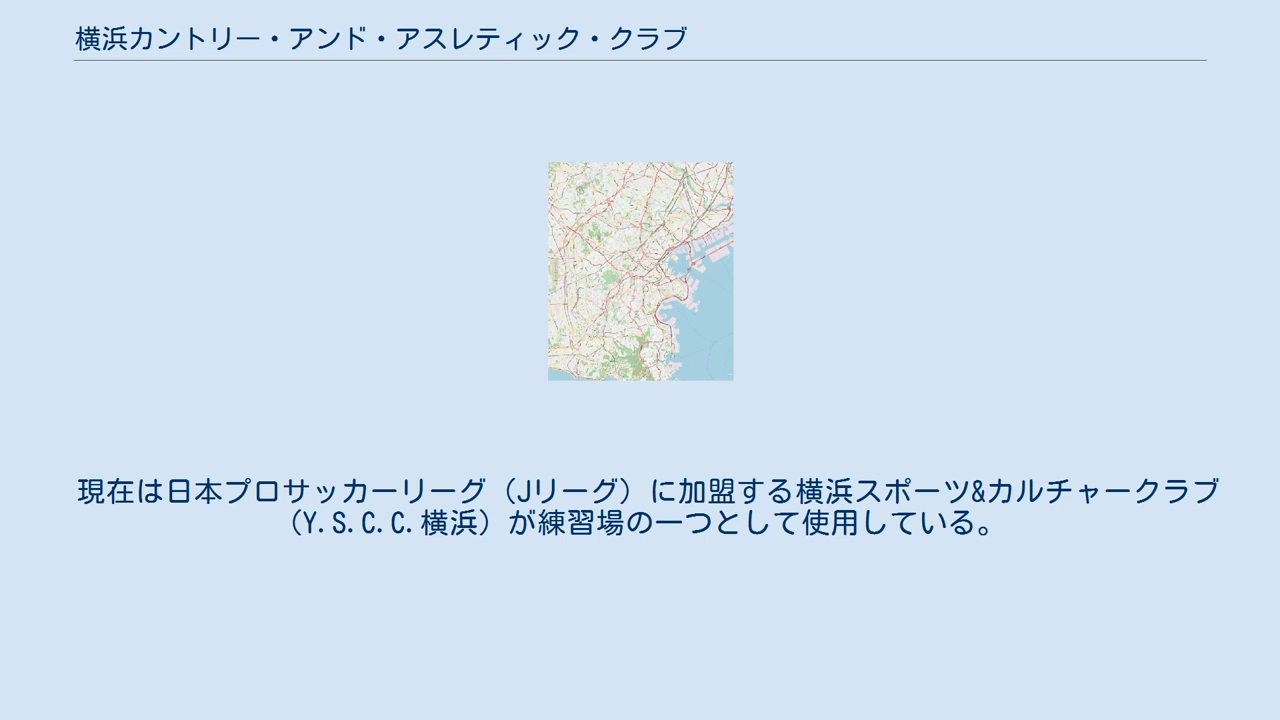 横浜カントリー・アンド・アスレティック・クラブ
現在は日本プロサッカーリーグ（Jリーグ）に加盟する横浜スポーツ&カルチャークラブ
（Y.S.C.C.横浜）が練習場の一つとして使用している。